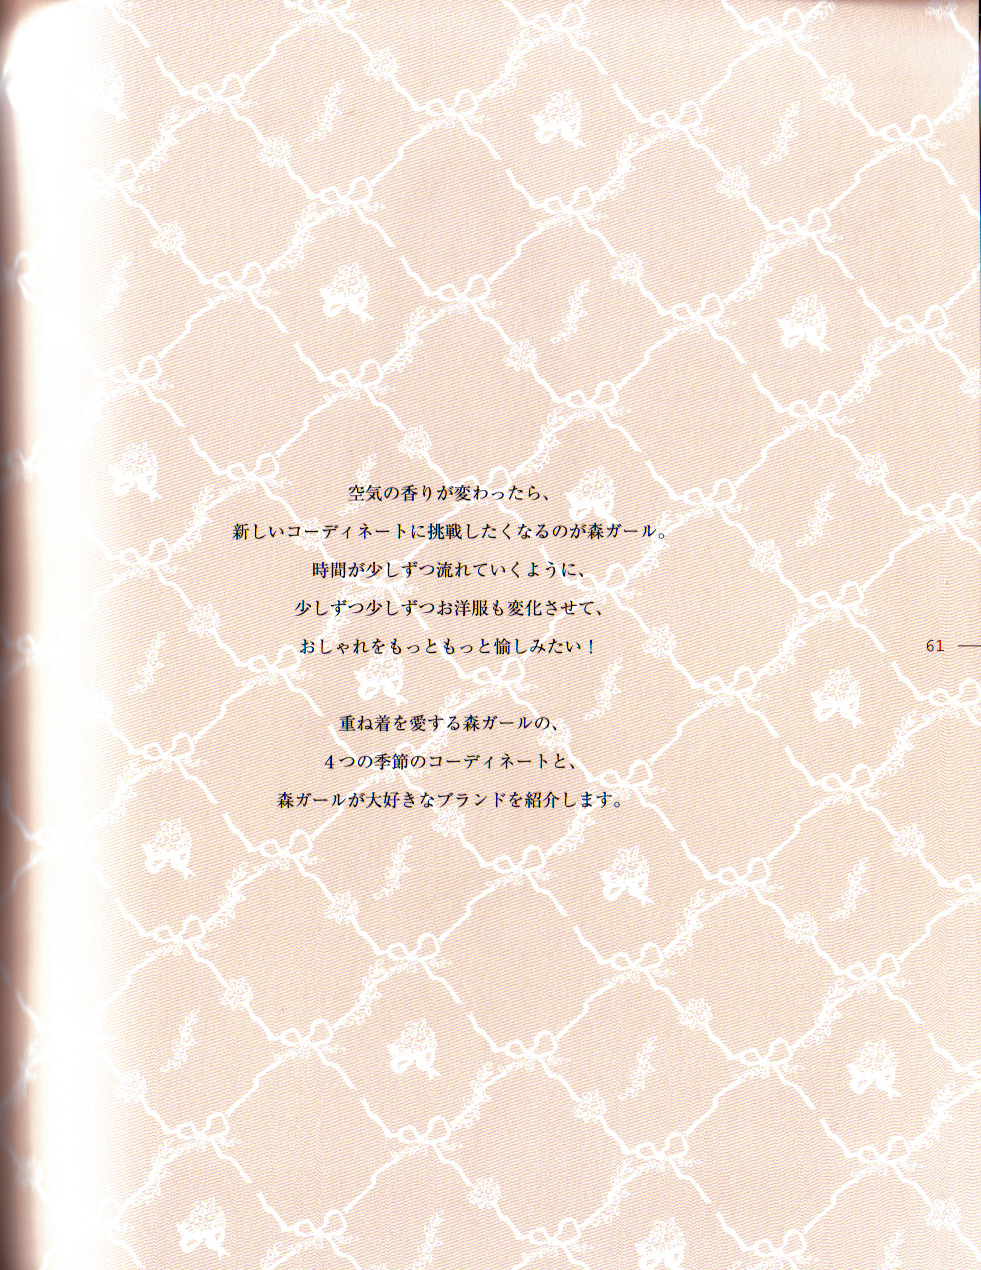 空気の香りが変わったら、
新しいコーディネートに挑戦したくなるのが森ガール。
時間が少しずつ流れていくように、
少しずつ少しずつお洋服も変化させて、
おしゃれをもっともっと愉しみたい！
61
重ね着を愛する森ガールの、
４つの季節のコーディネートと、
森ガールが大好きなブランドを紹介します。